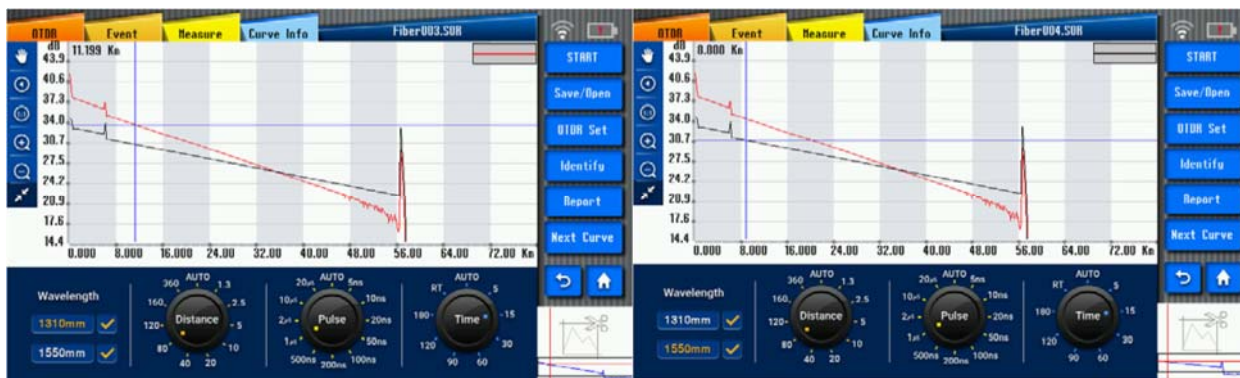 OTDR Event Measure Curve Info Fiber003.SOR
dB 11.199 Km
START
43.9
40.6
Save/Open
37.3
34.0
OTDR Set
30.7
27.5
Identify
24.2
20.9
Report
17.6
14.4
Next Curve
0.000 8.000 16.00 24.00 32.00 40.00 48.00 56.00 64.00 72.00 Km
Wavelength
1310mm
1550mm
AUTO
360 1.3
160 2.5
120 Distance 5
80 10
40 20
AUTO
20μs 5ns
10μs 10ns
2μs Pulse 20ns
1μs 50ns
500ns 100ns
200ns
AUTO
RT 5
180 Time 15
120 30
90 60
OTDR Event Measure Curve Info Fiber004.SOR
dB 0.000 Km
START
43.9
40.6
Save/Open
37.3
34.0
OTDR Set
30.7
27.5
Identify
24.2
20.9
Report
17.6
14.4
Next Curve
0.000 8.000 16.00 24.00 32.00 40.00 48.00 56.00 64.00 72.00 Km
Wavelength
1310mm
1550mm
AUTO
360 1.3
160 2.5
120 Distance 5
80 10
40 20
AUTO
20μs 5ns
10μs 10ns
2μs Pulse 20ns
1μs 50ns
500ns 100ns
200ns
AUTO
RT 5
180 Time 15
120 30
90 60